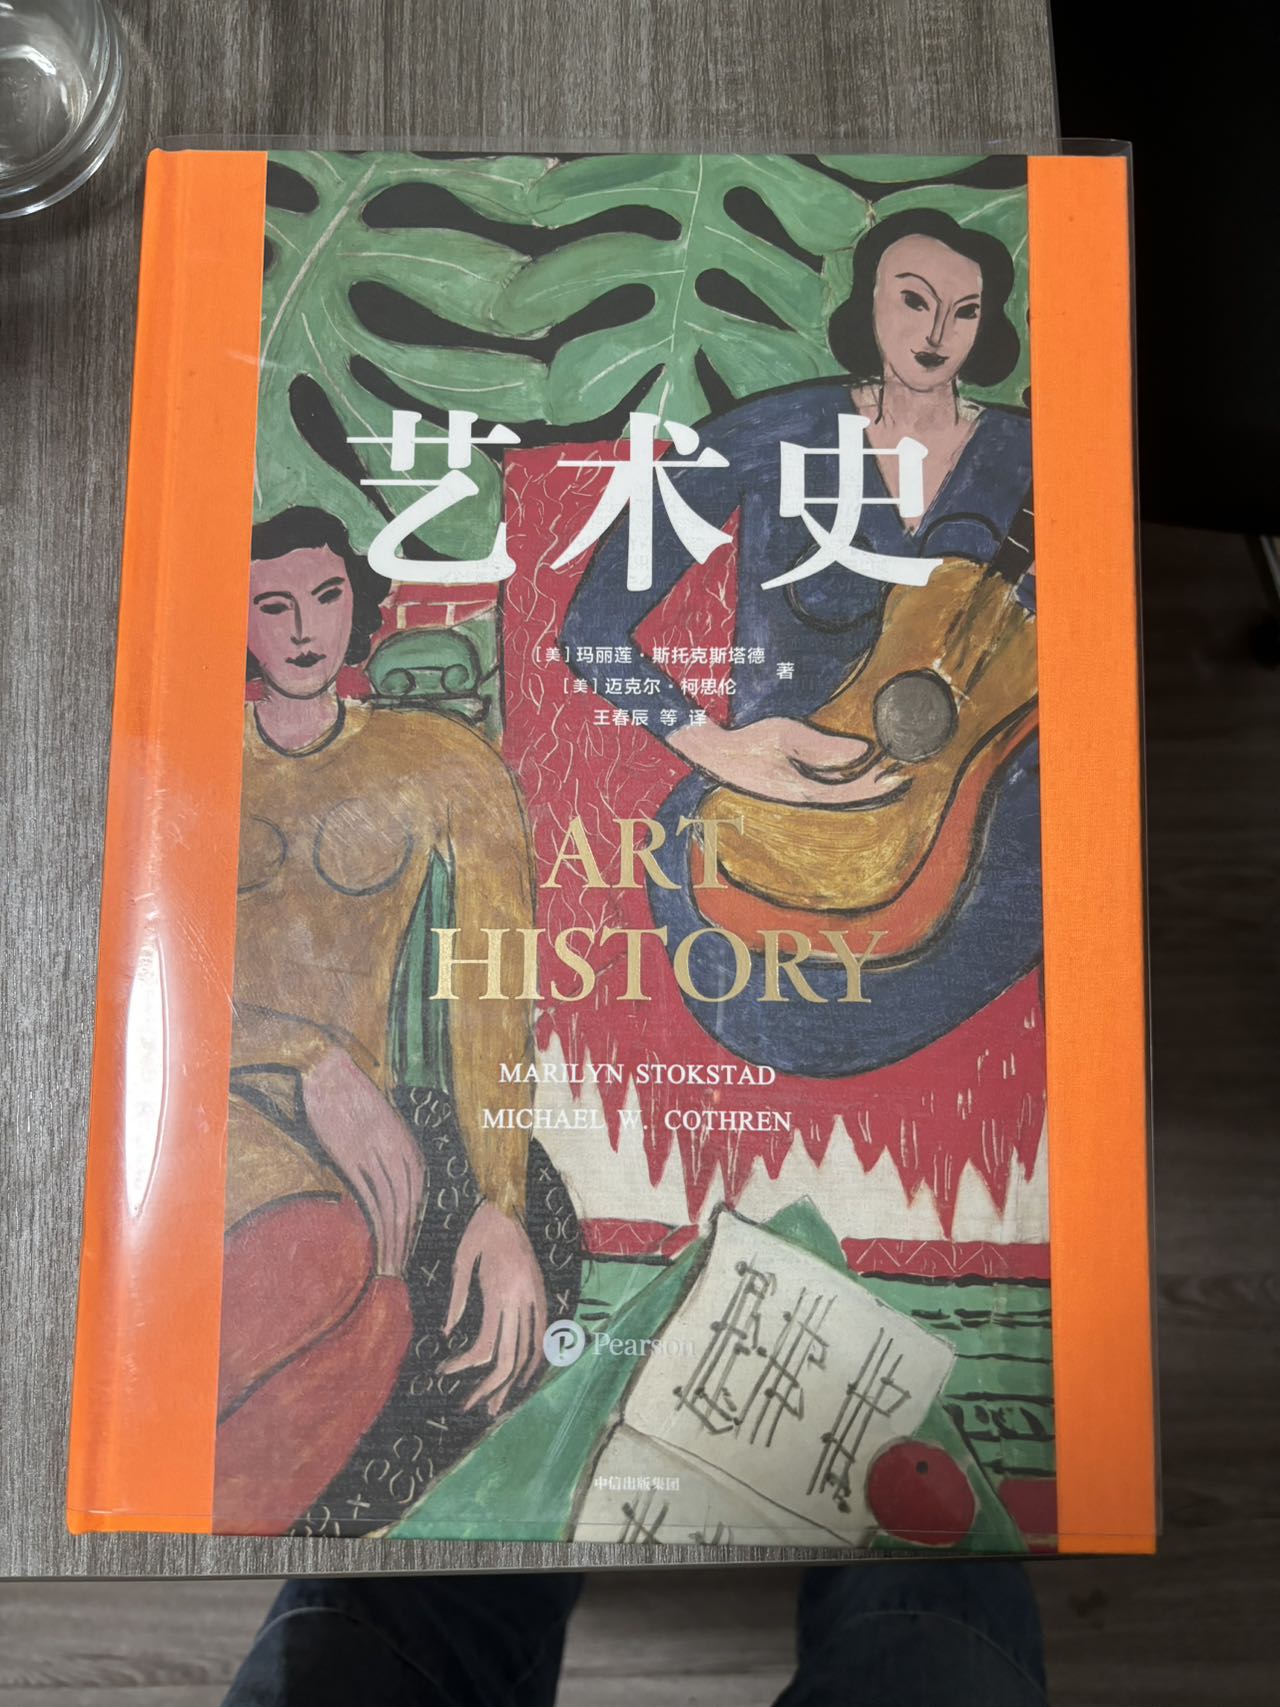 艺术史
[美] 玛丽莲·斯托克斯塔德
[美] 迈克尔·柯思伦 著
王春辰 等 译
ART
HISTORY
MARILYN STOKSTAD
MICHAEL W. COTHREN
Pearson
中信出版集团